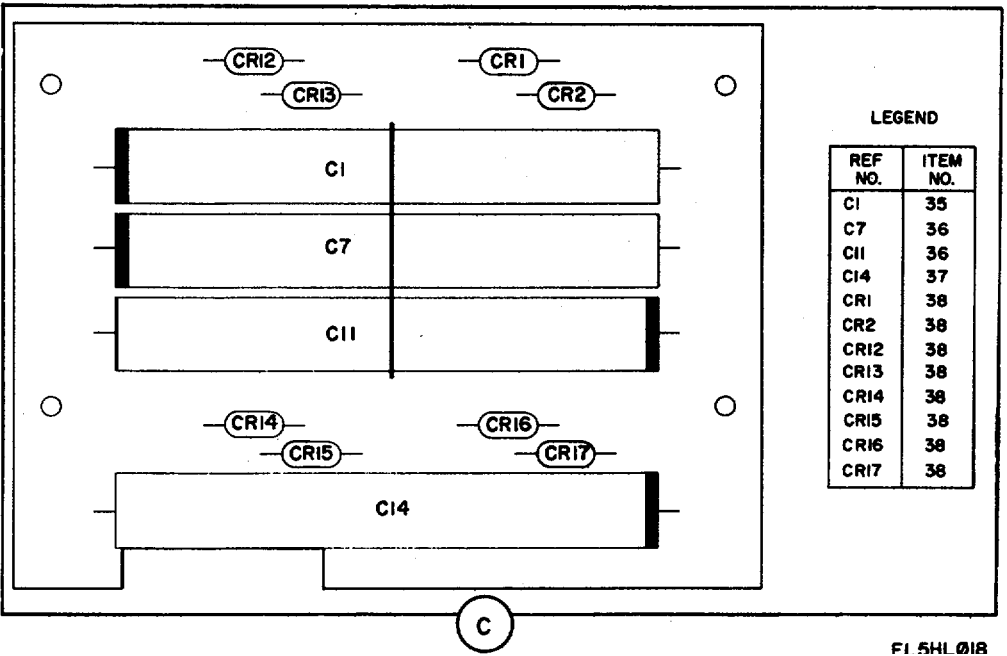 CR12 CR1
CR13 CR2
C1
C7
C11
CR14 CR16
CR15 CR17
C14
LEGEND
REF NO. ITEM NO.
C1 35
C7 36
C11 36
C14 37
CR1 38
CR2 38
CR12 38
CR13 38
CR14 38
CR15 38
CR16 38
CR17 38
C
EL5HLØ18